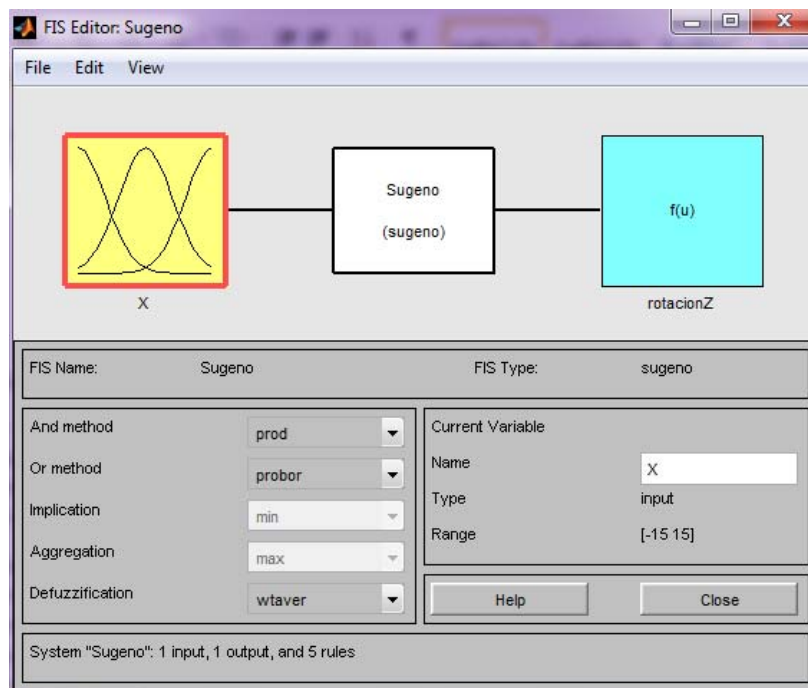 FIS Editor: Sugeno
File Edit View
Sugeno
(sugeno)
f(u)
X
rotacionZ
FIS Name: Sugeno FIS Type: sugeno
And method prod
Or method probor
Implication min
Aggregation max
Defuzzification wtaver
Current Variable
Name X
Type input
Range [-15 15]
Help Close
System "Sugeno": 1 input, 1 output, and 5 rules